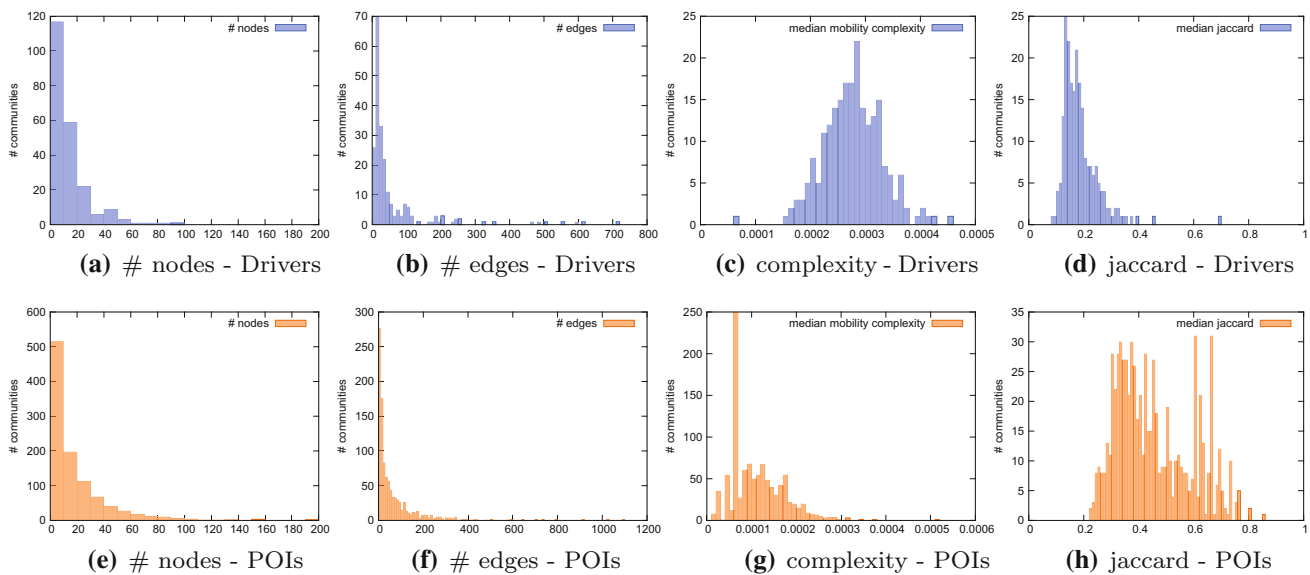 # nodes
# communities
120
100
80
60
40
20
0
20 40 60 80 100 120 140 160 180 200
(a) # nodes - Drivers
# edges
# communities
70
60
50
40
30
20
10
0
0 100 200 300 400 500 600 700 800
(b) # edges - Drivers
median mobility complexity
# communities
25
20
15
10
5
0
0 0.0001 0.0002 0.0003 0.0004 0.0005
(c) complexity - Drivers
median jaccard
# communities
25
20
15
10
5
0
0 0.2 0.4 0.6 0.8 1
(d) jaccard - Drivers
# nodes
# communities
600
500
400
300
200
100
0
0 20 40 60 80 100 120 140 160 180 200
(e) # nodes - POIs
# edges
# communities
300
250
200
150
100
50
0
0 200 400 600 800 1000 1200
(f) # edges - POIs
median mobility complexity
# communities
250
200
150
100
50
0
0 0.0001 0.0002 0.0003 0.0004 0.0005 0.0006
(g) complexity - POIs
median jaccard
# communities
35
30
25
20
15
10
5
0
0 0.2 0.4 0.6 0.8 1
(h) jaccard - POIs